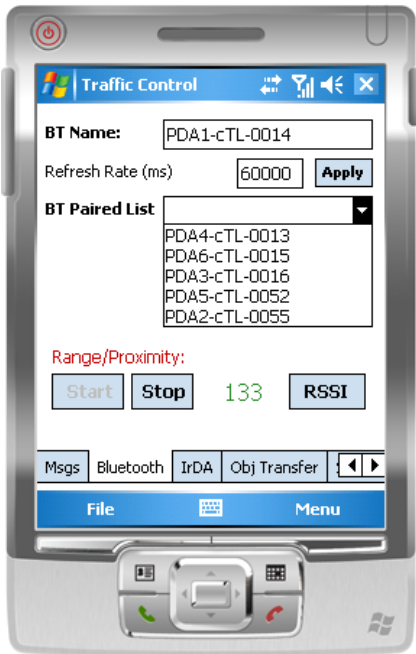 Traffic Control
BT Name: PDA1-cTL-0014
Refresh Rate (ms) 60000 Apply
BT Paired List
PDA4-cTL-0013
PDA6-cTL-0015
PDA3-cTL-0016
PDA5-cTL-0052
PDA2-cTL-0055
Range/Proximity:
Start Stop 133 RSSI
Msgs Bluetooth IrDA Obj Transfer
File Menu